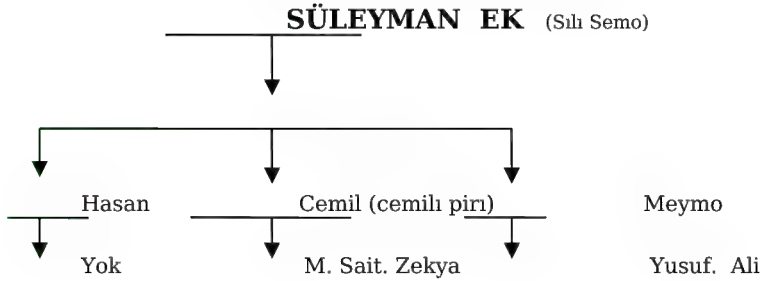 SÜLEYMAN EK (Sılı Semo)
Hasan Cemil (cemilı pirı) Meymo
Yok M. Sait. Zekya Yusuf. Ali